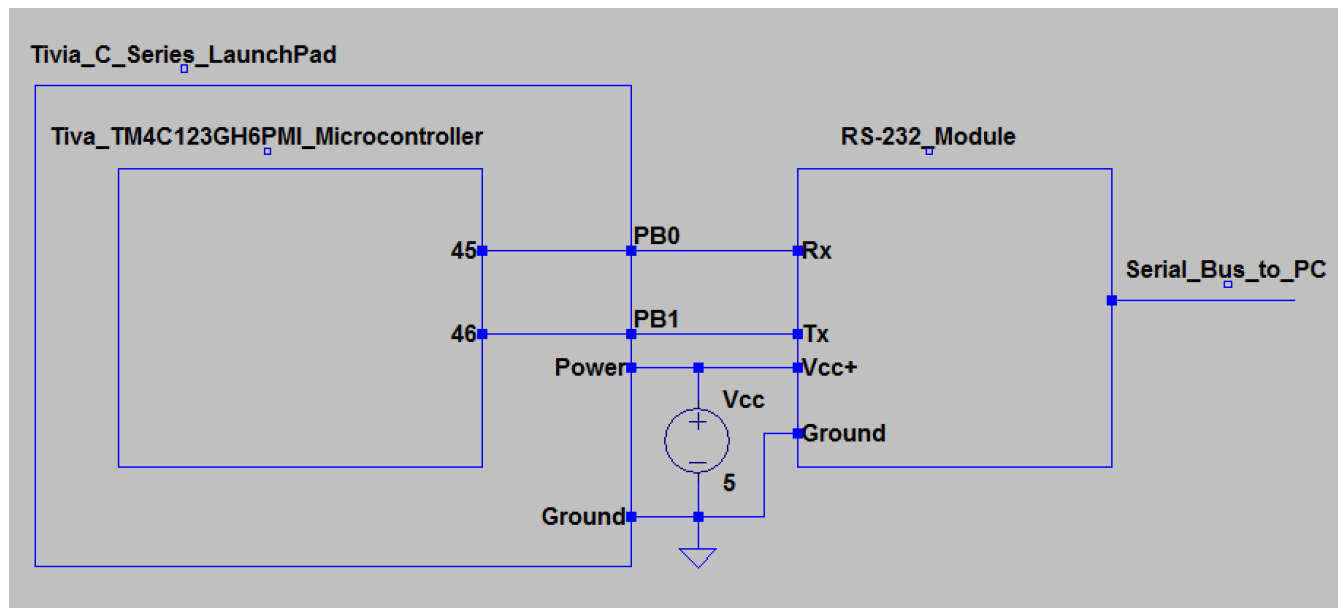 Tivia_C_Series_LaunchPad
Tiva_TM4C123GH6PMI_Microcontroller
RS-232_Module
45
PB0
Rx
Serial_Bus_to_PC
46
PB1
Tx
Power
Vcc+
Vcc
Ground
5
Ground